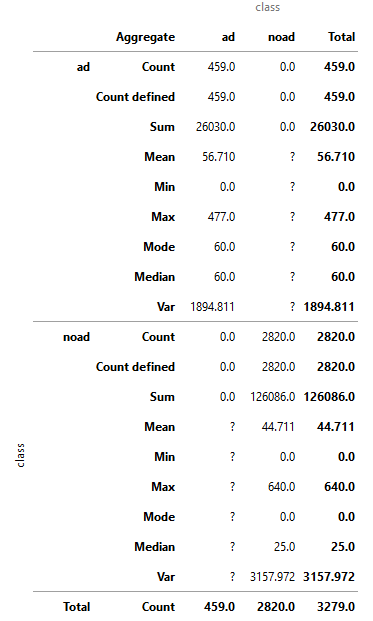 class
Aggregate ad noad Total
ad Count 459.0 0.0 459.0
Count defined 459.0 0.0 459.0
Sum 26030.0 0.0 26030.0
Mean 56.710 ? 56.710
Min 0.0 ? 0.0
Max 477.0 ? 477.0
Mode 60.0 ? 60.0
Median 60.0 ? 60.0
Var 1894.811 ? 1894.811
noad Count 0.0 2820.0 2820.0
Count defined 0.0 2820.0 2820.0
Sum 0.0 126086.0 126086.0
Mean ? 44.711 44.711
Min ? 0.0 0.0
Max ? 640.0 640.0
Mode ? 0.0 0.0
Median ? 25.0 25.0
Var ? 3157.972 3157.972
Total Count 459.0 2820.0 3279.0
class